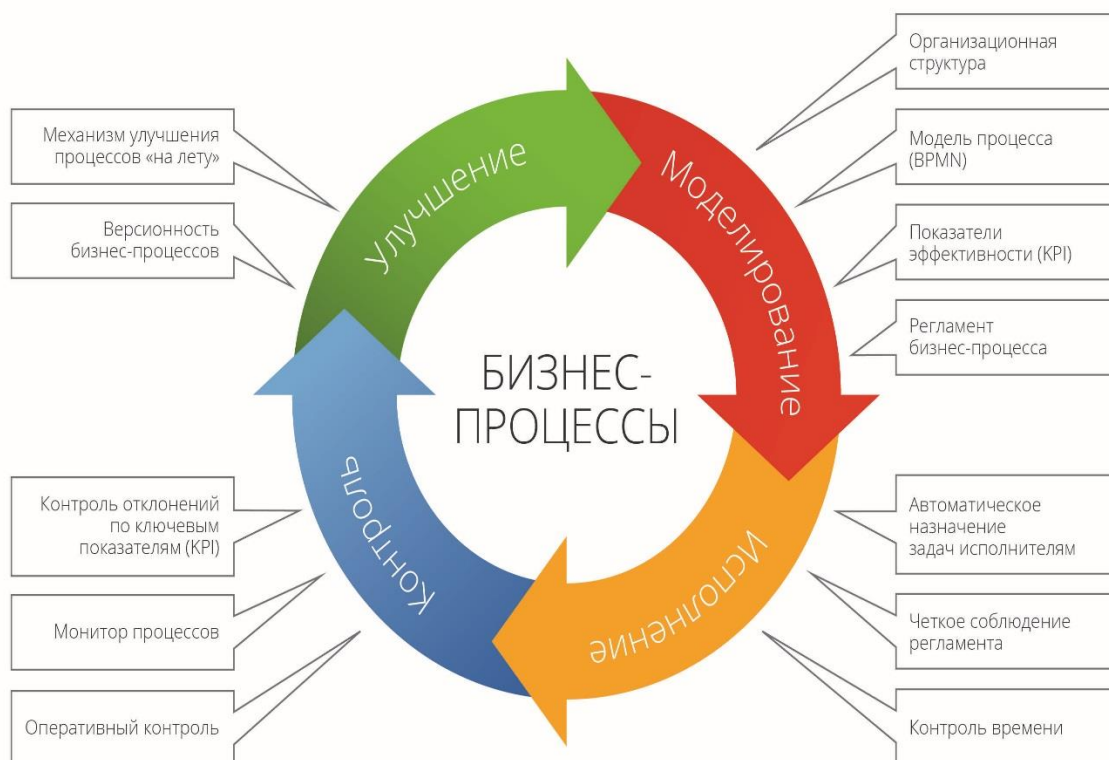 Организационная
структура
Механизм улучшения
процессов «на лету»
Версионность
бизнес-процессов
Улучшение
Моделирование
Модель процесса
(BPMN)
Показатели
эффективности (KPI)
Регламент
бизнес-процесса
БИЗНЕС-
ПРОЦЕССЫ
Контроль
Исполнение
Контроль отклонений
по ключевым
показателям (KPI)
Монитор процессов
Оперативный контроль
Автоматическое
назначение
задач исполнителям
Четкое соблюдение
регламента
Контроль времени